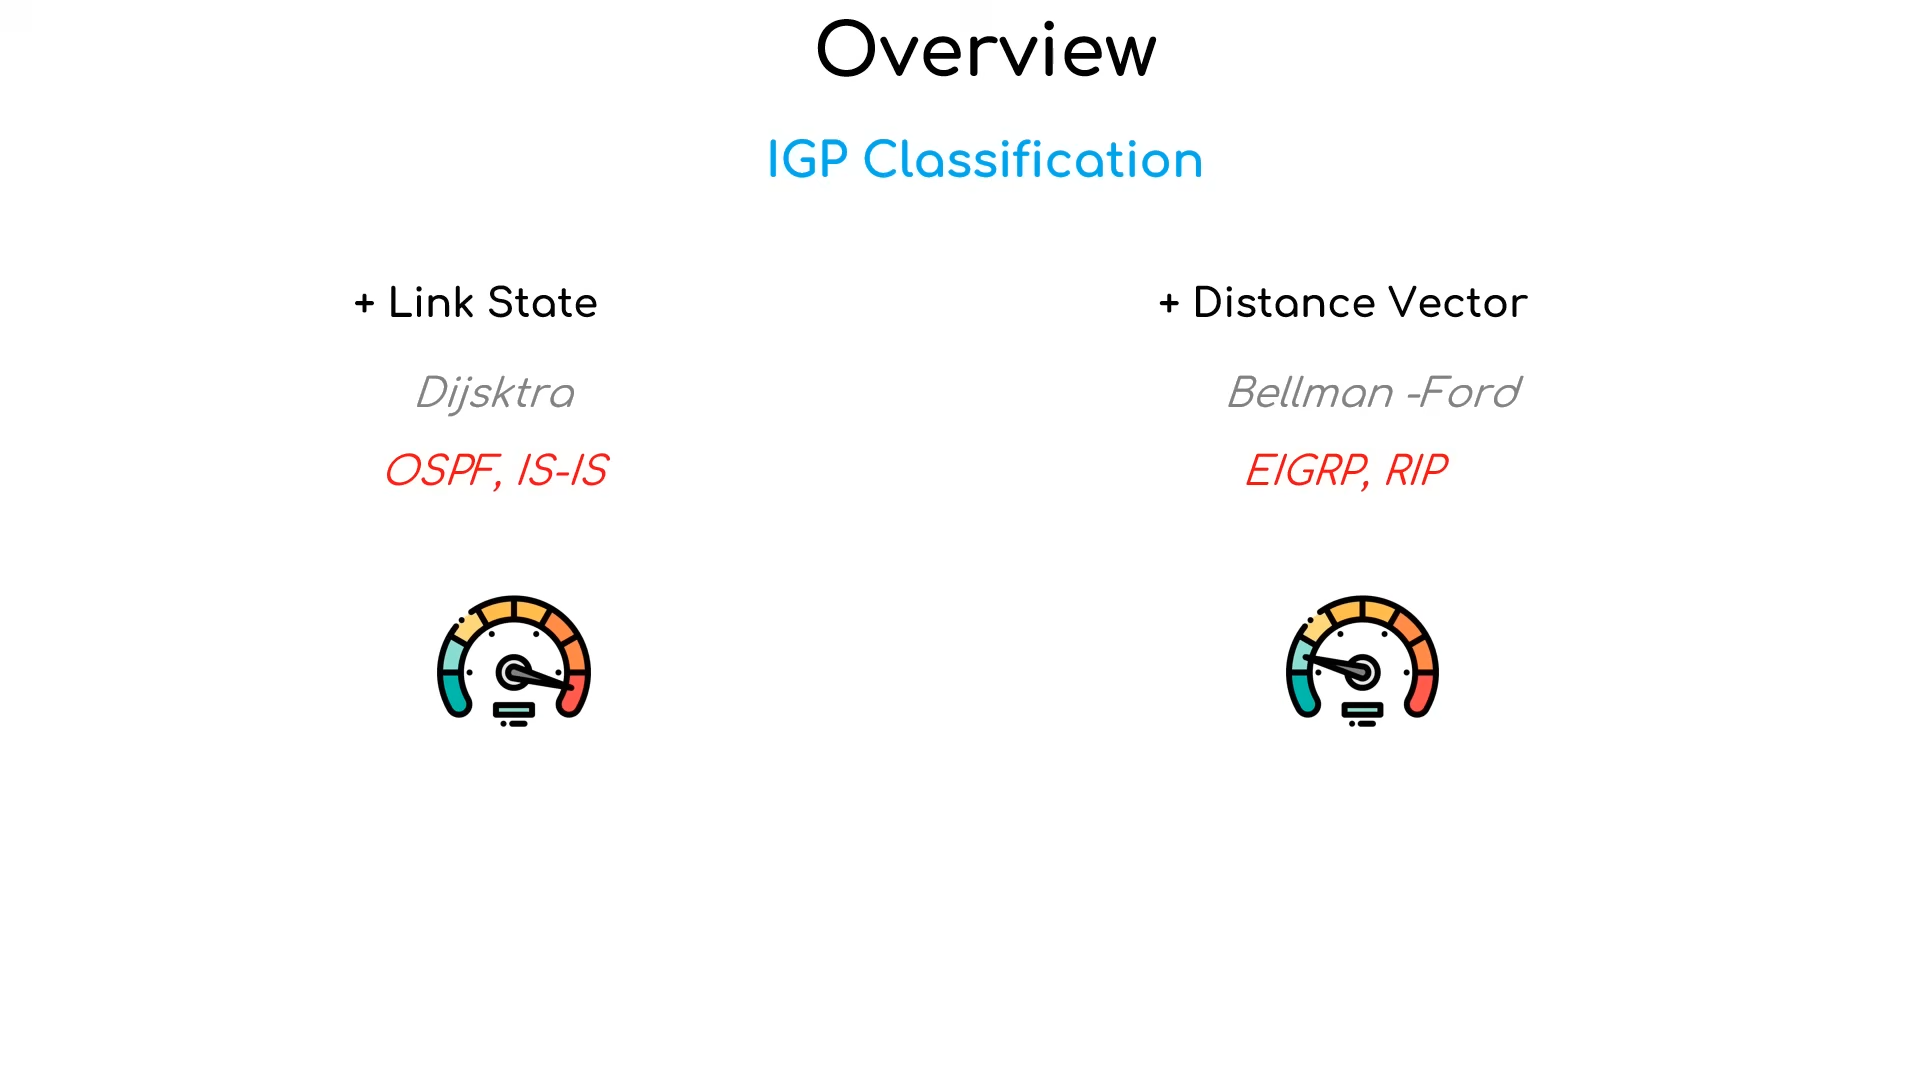 Overview
IGP Classification
+ Link State
Dijsktra
OSPF, IS-IS
+ Distance Vector
Bellman -Ford
EIGRP, RIP